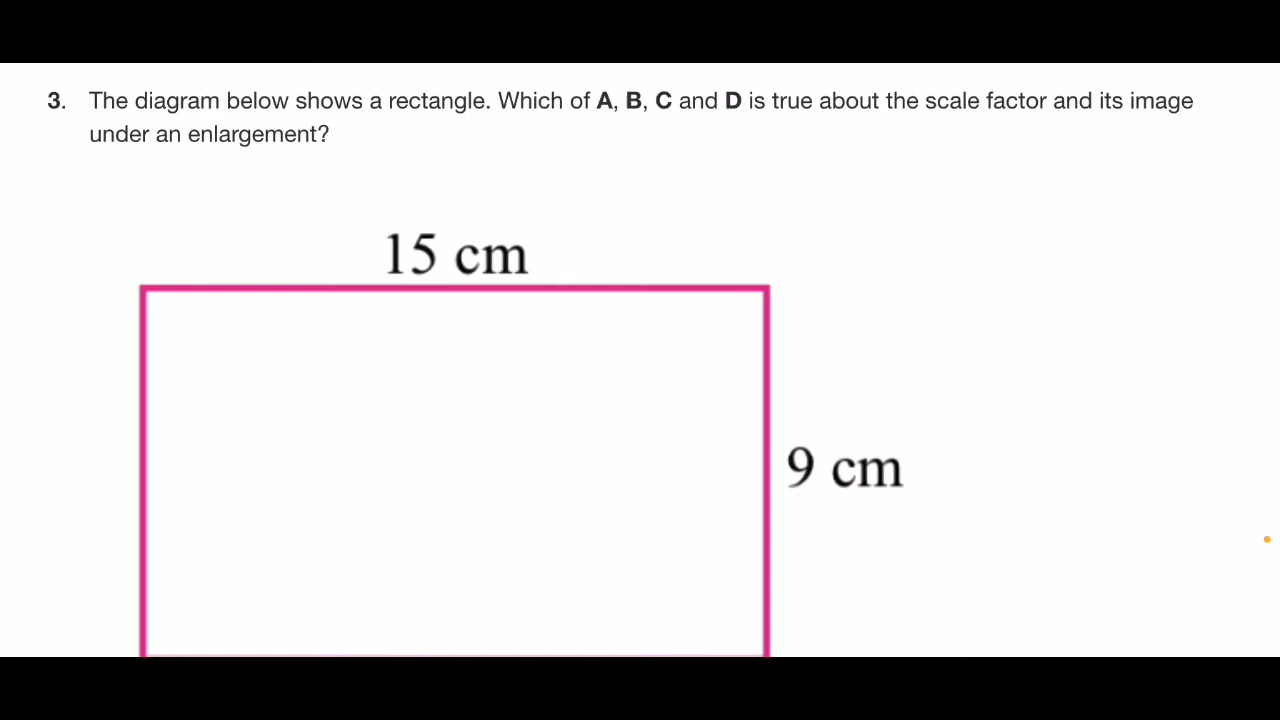 3. The diagram below shows a rectangle. Which of A, B, C and D is true about the scale factor and its image
under an enlargement?
15 cm
9 cm